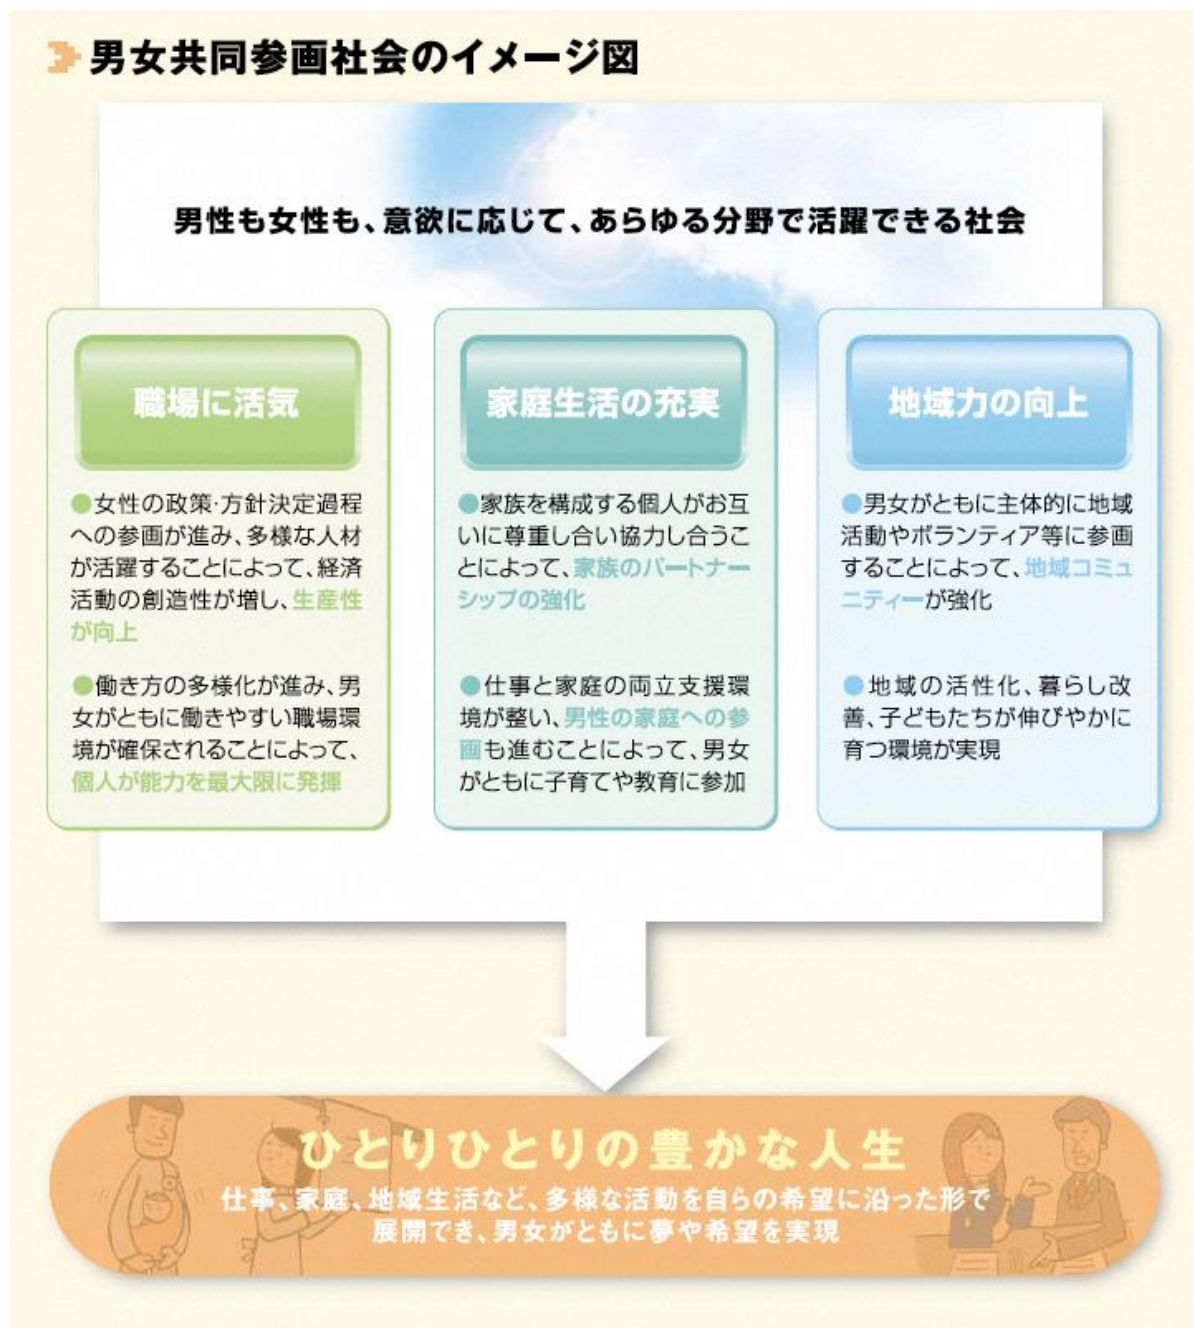 男女共同参画社会のイメージ図
男性も女性も、意欲に応じて、あらゆる分野で活躍できる社会
職場に活気
●女性の政策・方針決定過程
への参画が進み、多様な人材
が活躍することによって、経済
活動の創造性が増し、生産性
が向上
●働き方の多様化が進み、男
女がともに働きやすい職場環
境が確保されることによって、
個人が能力を最大限に発揮
家庭生活の充実
●家族を構成する個人がお互
いに尊重し合い協力し合うこ
とによって、家族のパートナー
シップの強化
●仕事と家庭の両立支援環
境が整い、男性の家庭への参
画も進むことによって、男女
がともに子育てや教育に参加
地域力の向上
●男女がともに主体的に地域
活動やボランティア等に参画
することによって、地域コミュ
ニティーが強化
●地域の活性化、暮らし改
善、子どもたちが伸びやかに
育つ環境が実現
ひとりひとりの豊かな人生
仕事、家庭、地域生活など、多様な活動を自らの希望に沿った形で
展開でき、男女がともに夢や希望を実現